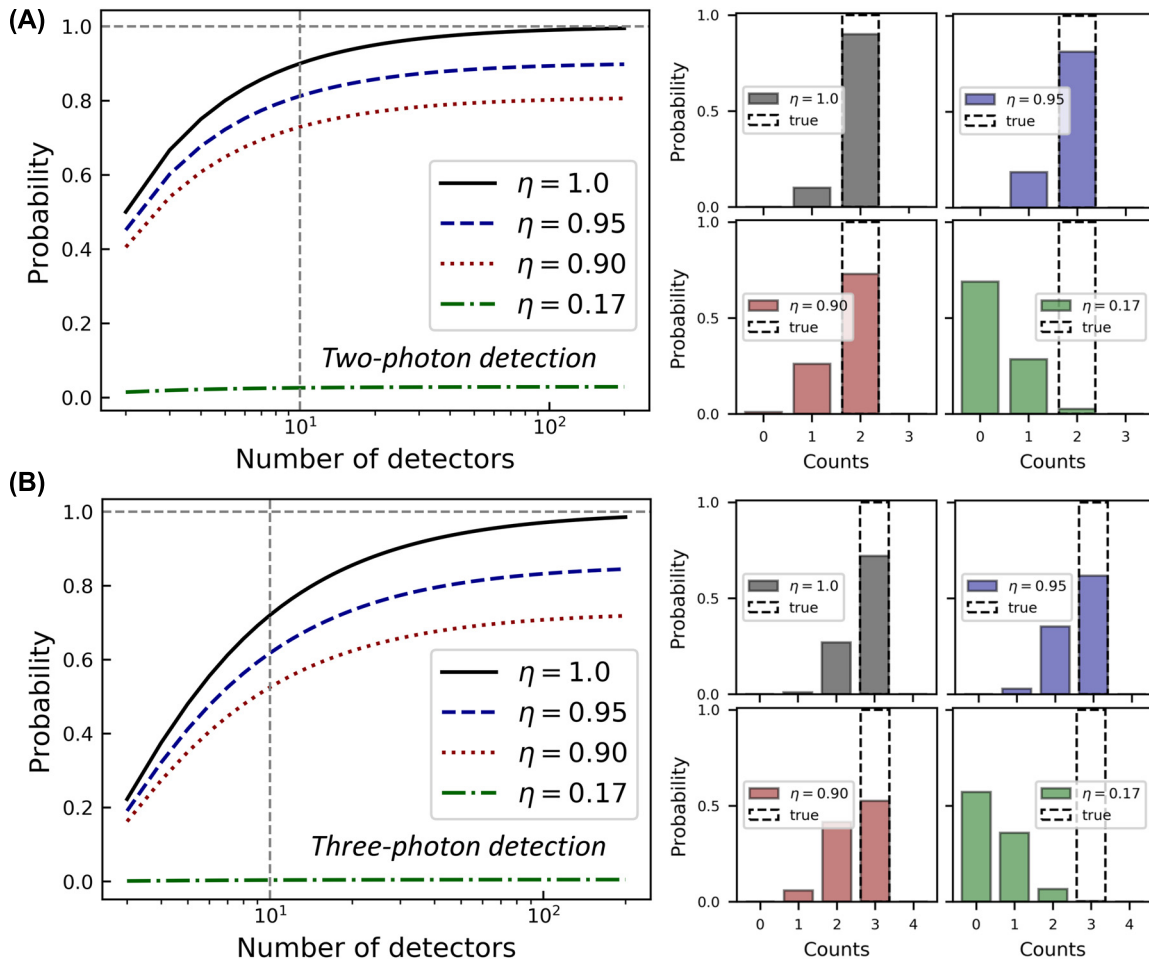 (A)
1.0
0.8
0.6
0.4
0.2
0.0
Probability
η = 1.0
η = 0.95
η = 0.90
η = 0.17
Two-photon detection
10¹
10²
Number of detectors
1.0
0.5
0.0
Probability
η = 1.0
true
η = 0.95
true
1.0
0.5
0.0
Probability
η = 0.90
true
η = 0.17
true
0 1 2 3
0 1 2 3
Counts
Counts
(B)
1.0
0.8
0.6
0.4
0.2
0.0
Probability
η = 1.0
η = 0.95
η = 0.90
η = 0.17
Three-photon detection
10¹
10²
Number of detectors
1.0
0.5
0.0
Probability
η = 1.0
true
η = 0.95
true
1.0
0.5
0.0
Probability
η = 0.90
true
η = 0.17
true
0 1 2 3 4
0 1 2 3 4
Counts
Counts